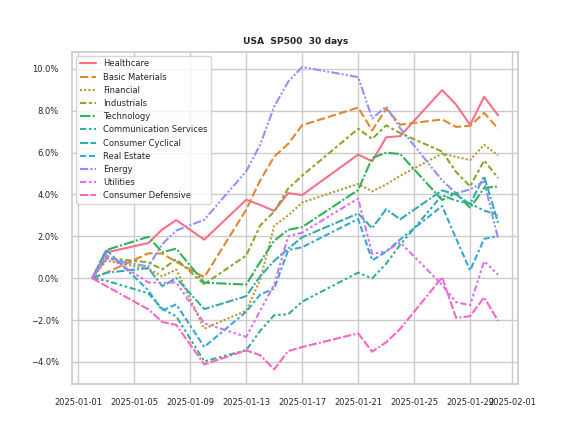 USA SP500 30 days
10.0%
8.0%
6.0%
4.0%
2.0%
0.0%
−2.0%
−4.0%
Healthcare
Basic Materials
Financial
Industrials
Technology
Communication Services
Consumer Cyclical
Real Estate
Energy
Utilities
Consumer Defensive
2025-01-01 2025-01-05 2025-01-09 2025-01-13 2025-01-17 2025-01-21 2025-01-25 2025-01-29 2025-02-01